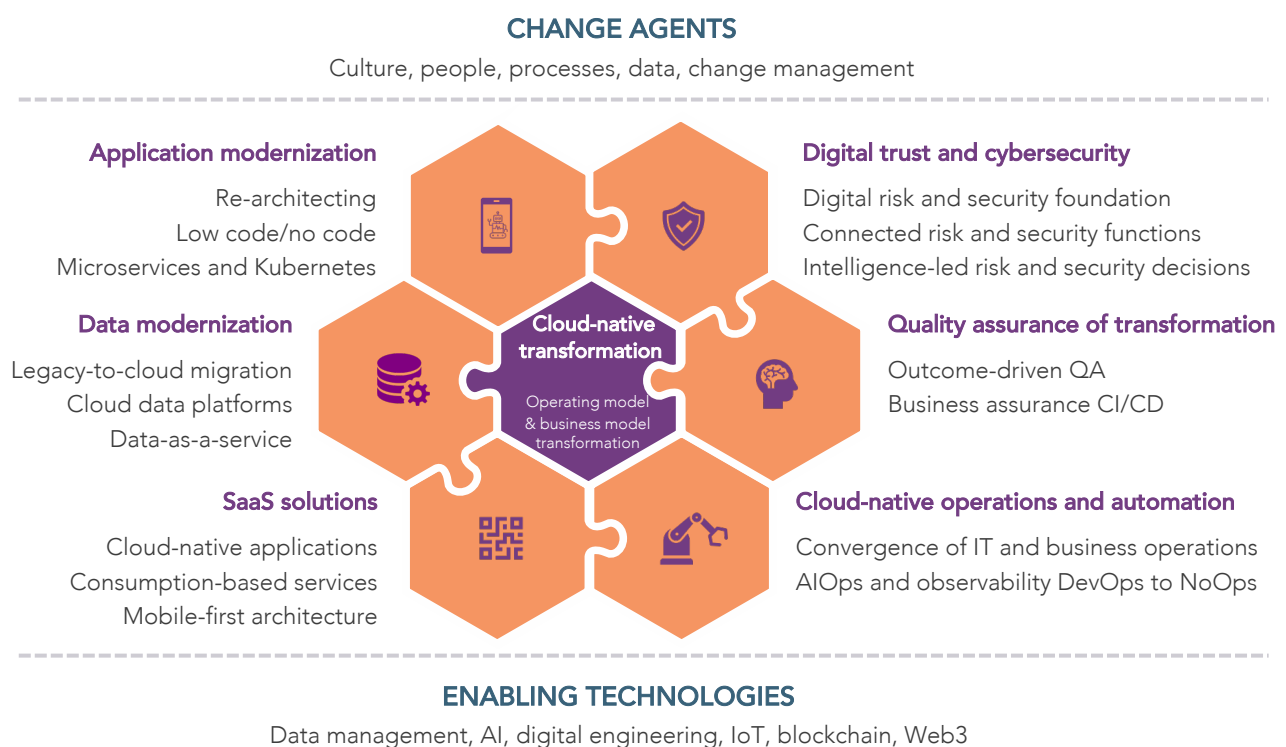 CHANGE AGENTS
Culture, people, processes, data, change management
Application modernization
Re-architecting
Low code/no code
Microservices and Kubernetes
Digital trust and cybersecurity
Digital risk and security foundation
Connected risk and security functions
Intelligence-led risk and security decisions
Data modernization
Legacy-to-cloud migration
Cloud data platforms
Data-as-a-service
Cloud-native
transformation
Operating model
& business model
transformation
Quality assurance of transformation
Outcome-driven QA
Business assurance CI/CD
SaaS solutions
Cloud-native applications
Consumption-based services
Mobile-first architecture
Cloud-native operations and automation
Convergence of IT and business operations
AIOps and observability DevOps to NoOps
ENABLING TECHNOLOGIES
Data management, AI, digital engineering, IoT, blockchain, Web3